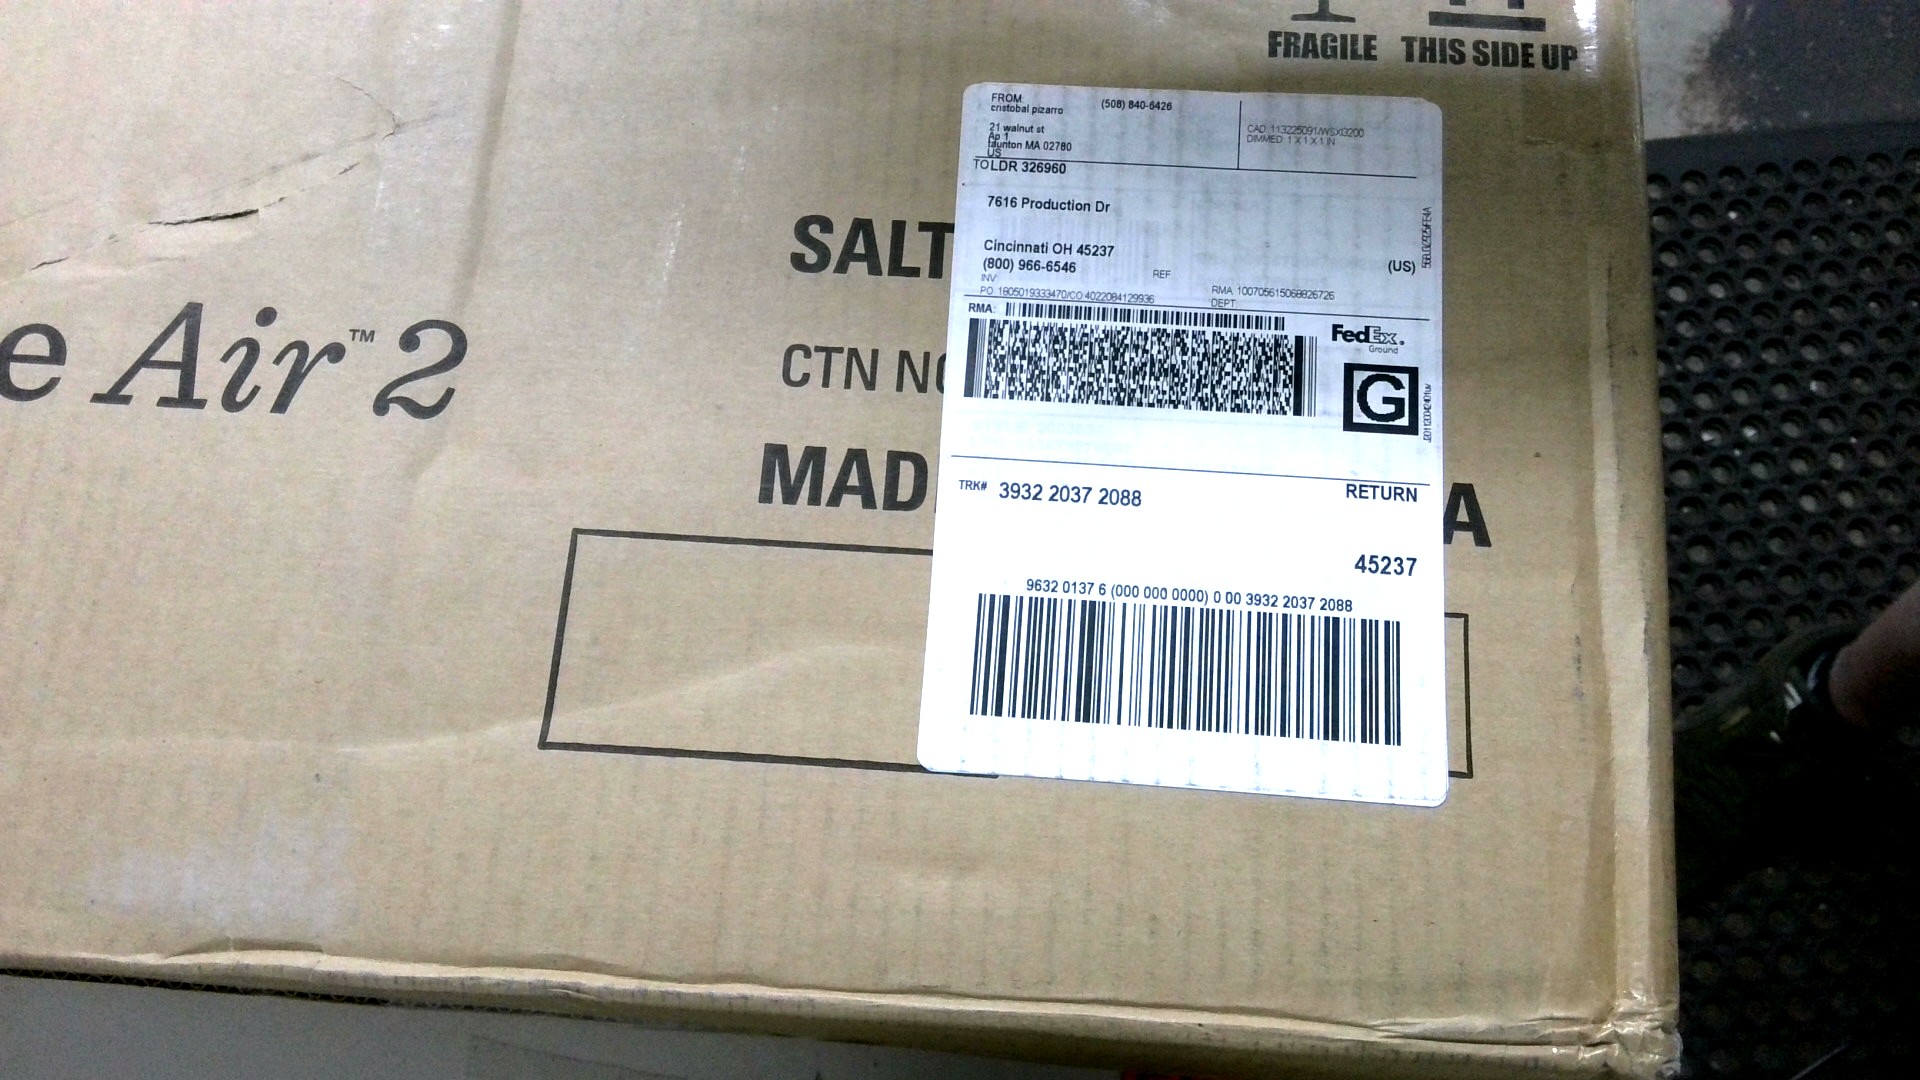 FRAGILE THIS SIDE UP
FROM:
cristobal pizarro (508) 840-6426
21 walnut st
Ap 1
taunton MA 02780
US
CAD: 113225091/WSXI3200
DIMMED: 1 X 1 X 1 IN
TO LDR 326960
7616 Production Dr
Cincinnati OH 45237
(800) 966-6546
(US)
INV:
REF:
PO: 1805019333470/CO:4022084129936
RMA: 100705615068826726
DEPT:
RMA:
FedEx.
Ground
G
TRK# 3932 2037 2088
RETURN
45237
9632 0137 6 (000 000 0000) 0 00 3932 2037 2088
e Air™ 2
SALT
CTN NO
MAD
A